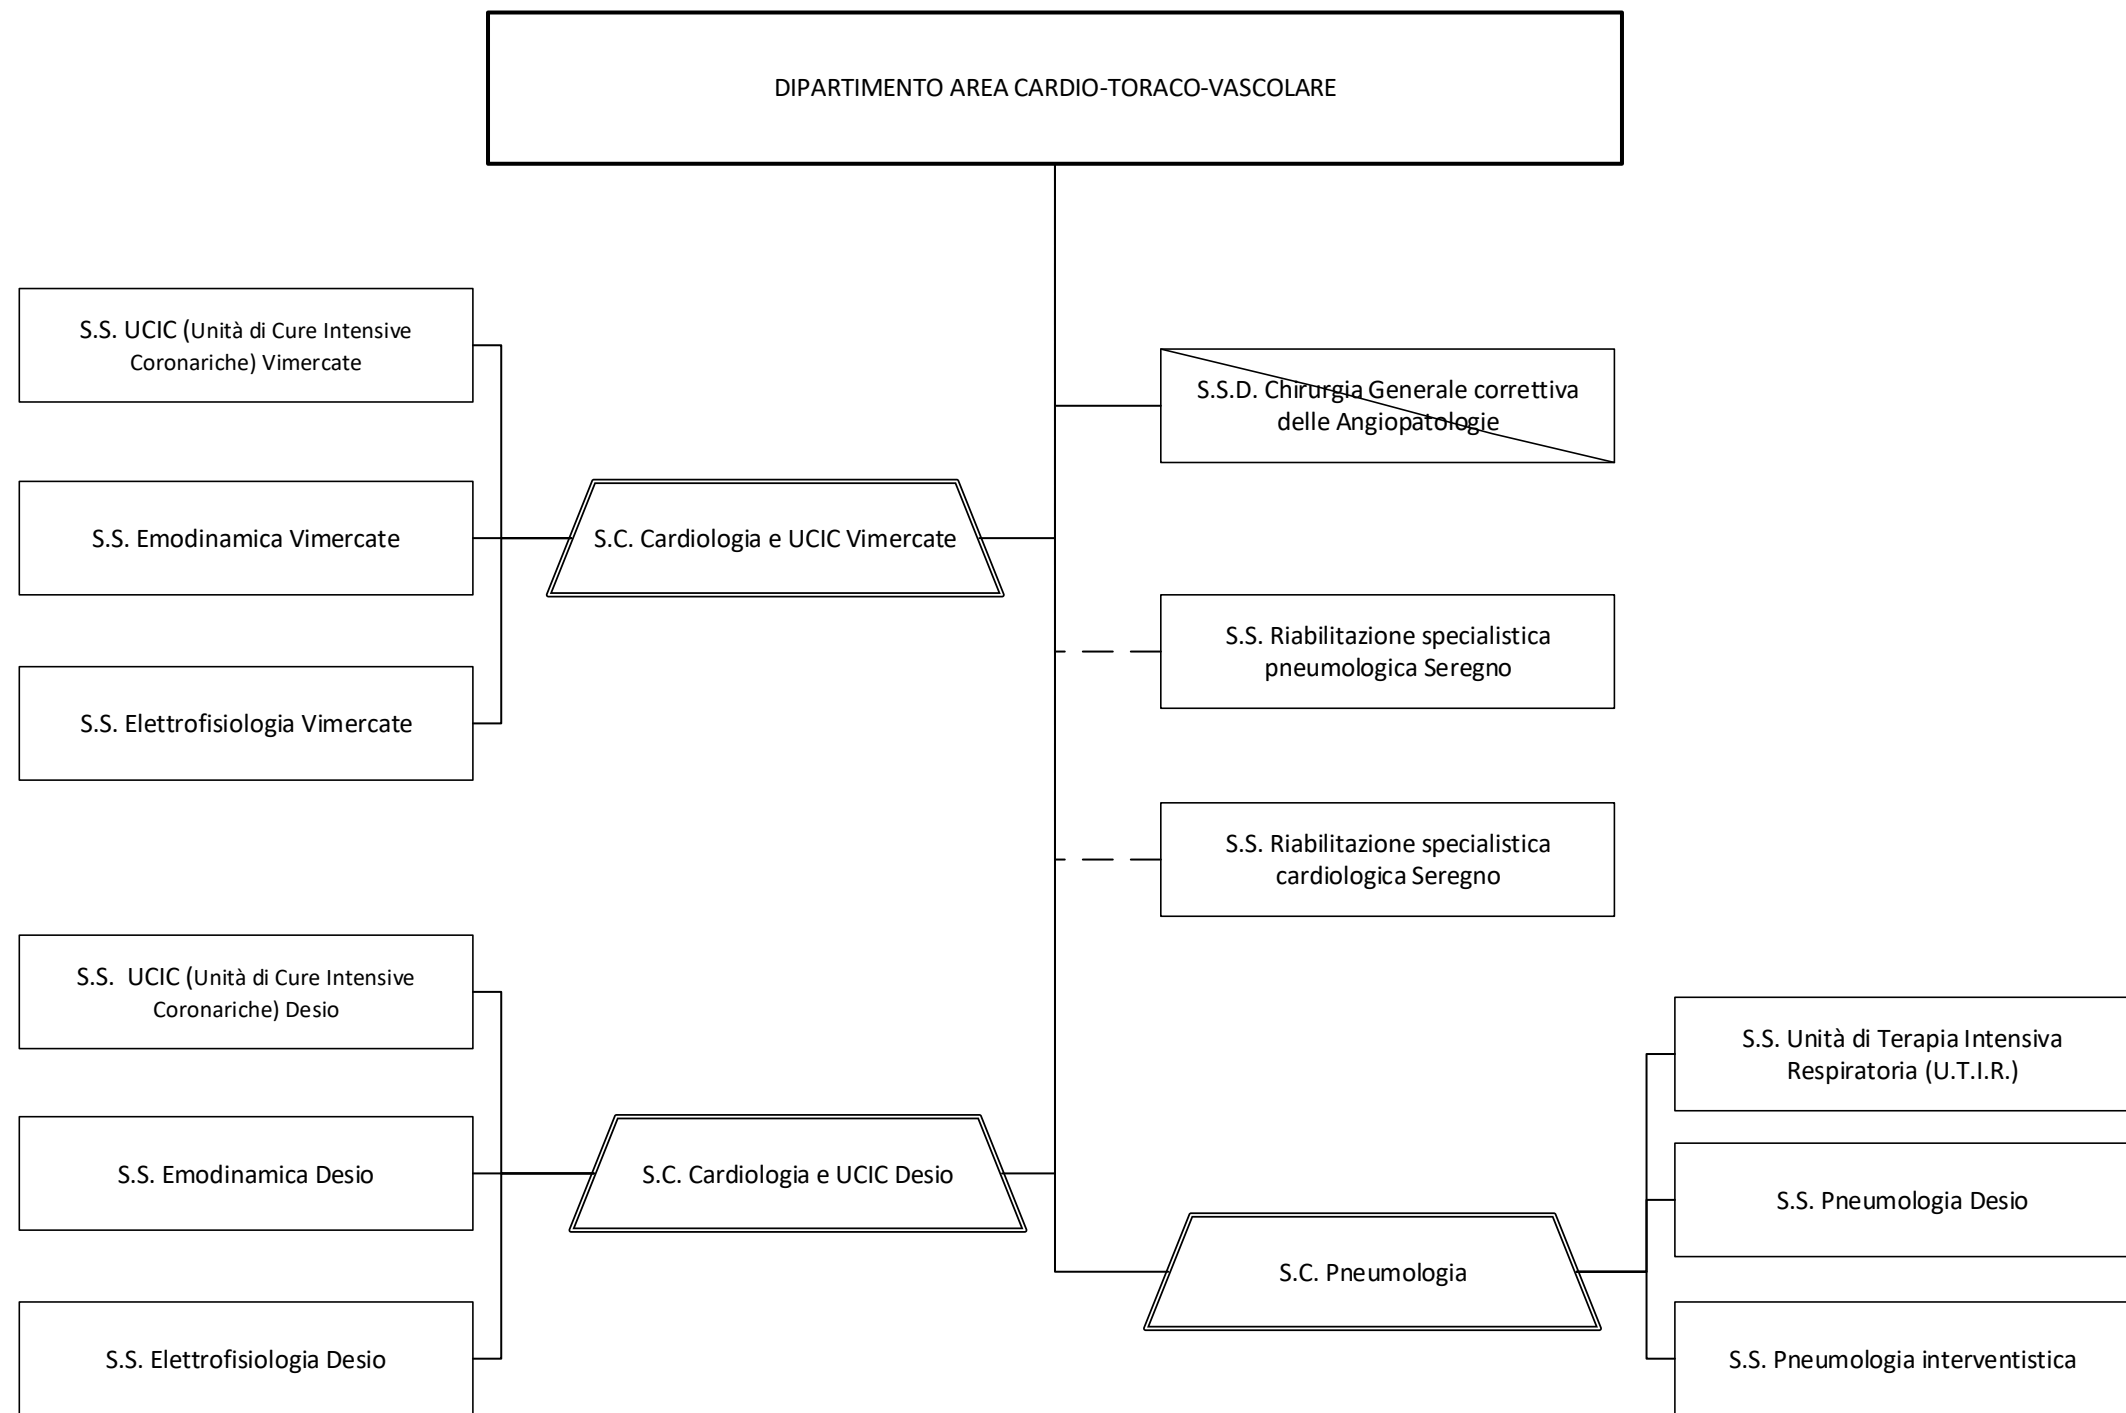 DIPARTIMENTO AREA CARDIO-TORACO-VASCOLARE
S.S. UCIC (Unità di Cure Intensive
Coronariche) Vimercate
S.S.D. Chirurgia Generale correttiva
delle Angiopatologie
S.S. Emodinamica Vimercate
S.C. Cardiologia e UCIC Vimercate
S.S. Riabilitazione specialistica
pneumologica Seregno
S.S. Elettrofisiologia Vimercate
S.S. Riabilitazione specialistica
cardiologica Seregno
S.S. UCIC (Unità di Cure Intensive
Coronariche) Desio
S.S. Unità di Terapia Intensiva
Respiratoria (U.T.I.R.)
S.S. Emodinamica Desio
S.C. Cardiologia e UCIC Desio
S.S. Pneumologia Desio
S.C. Pneumologia
S.S. Elettrofisiologia Desio
S.S. Pneumologia interventistica